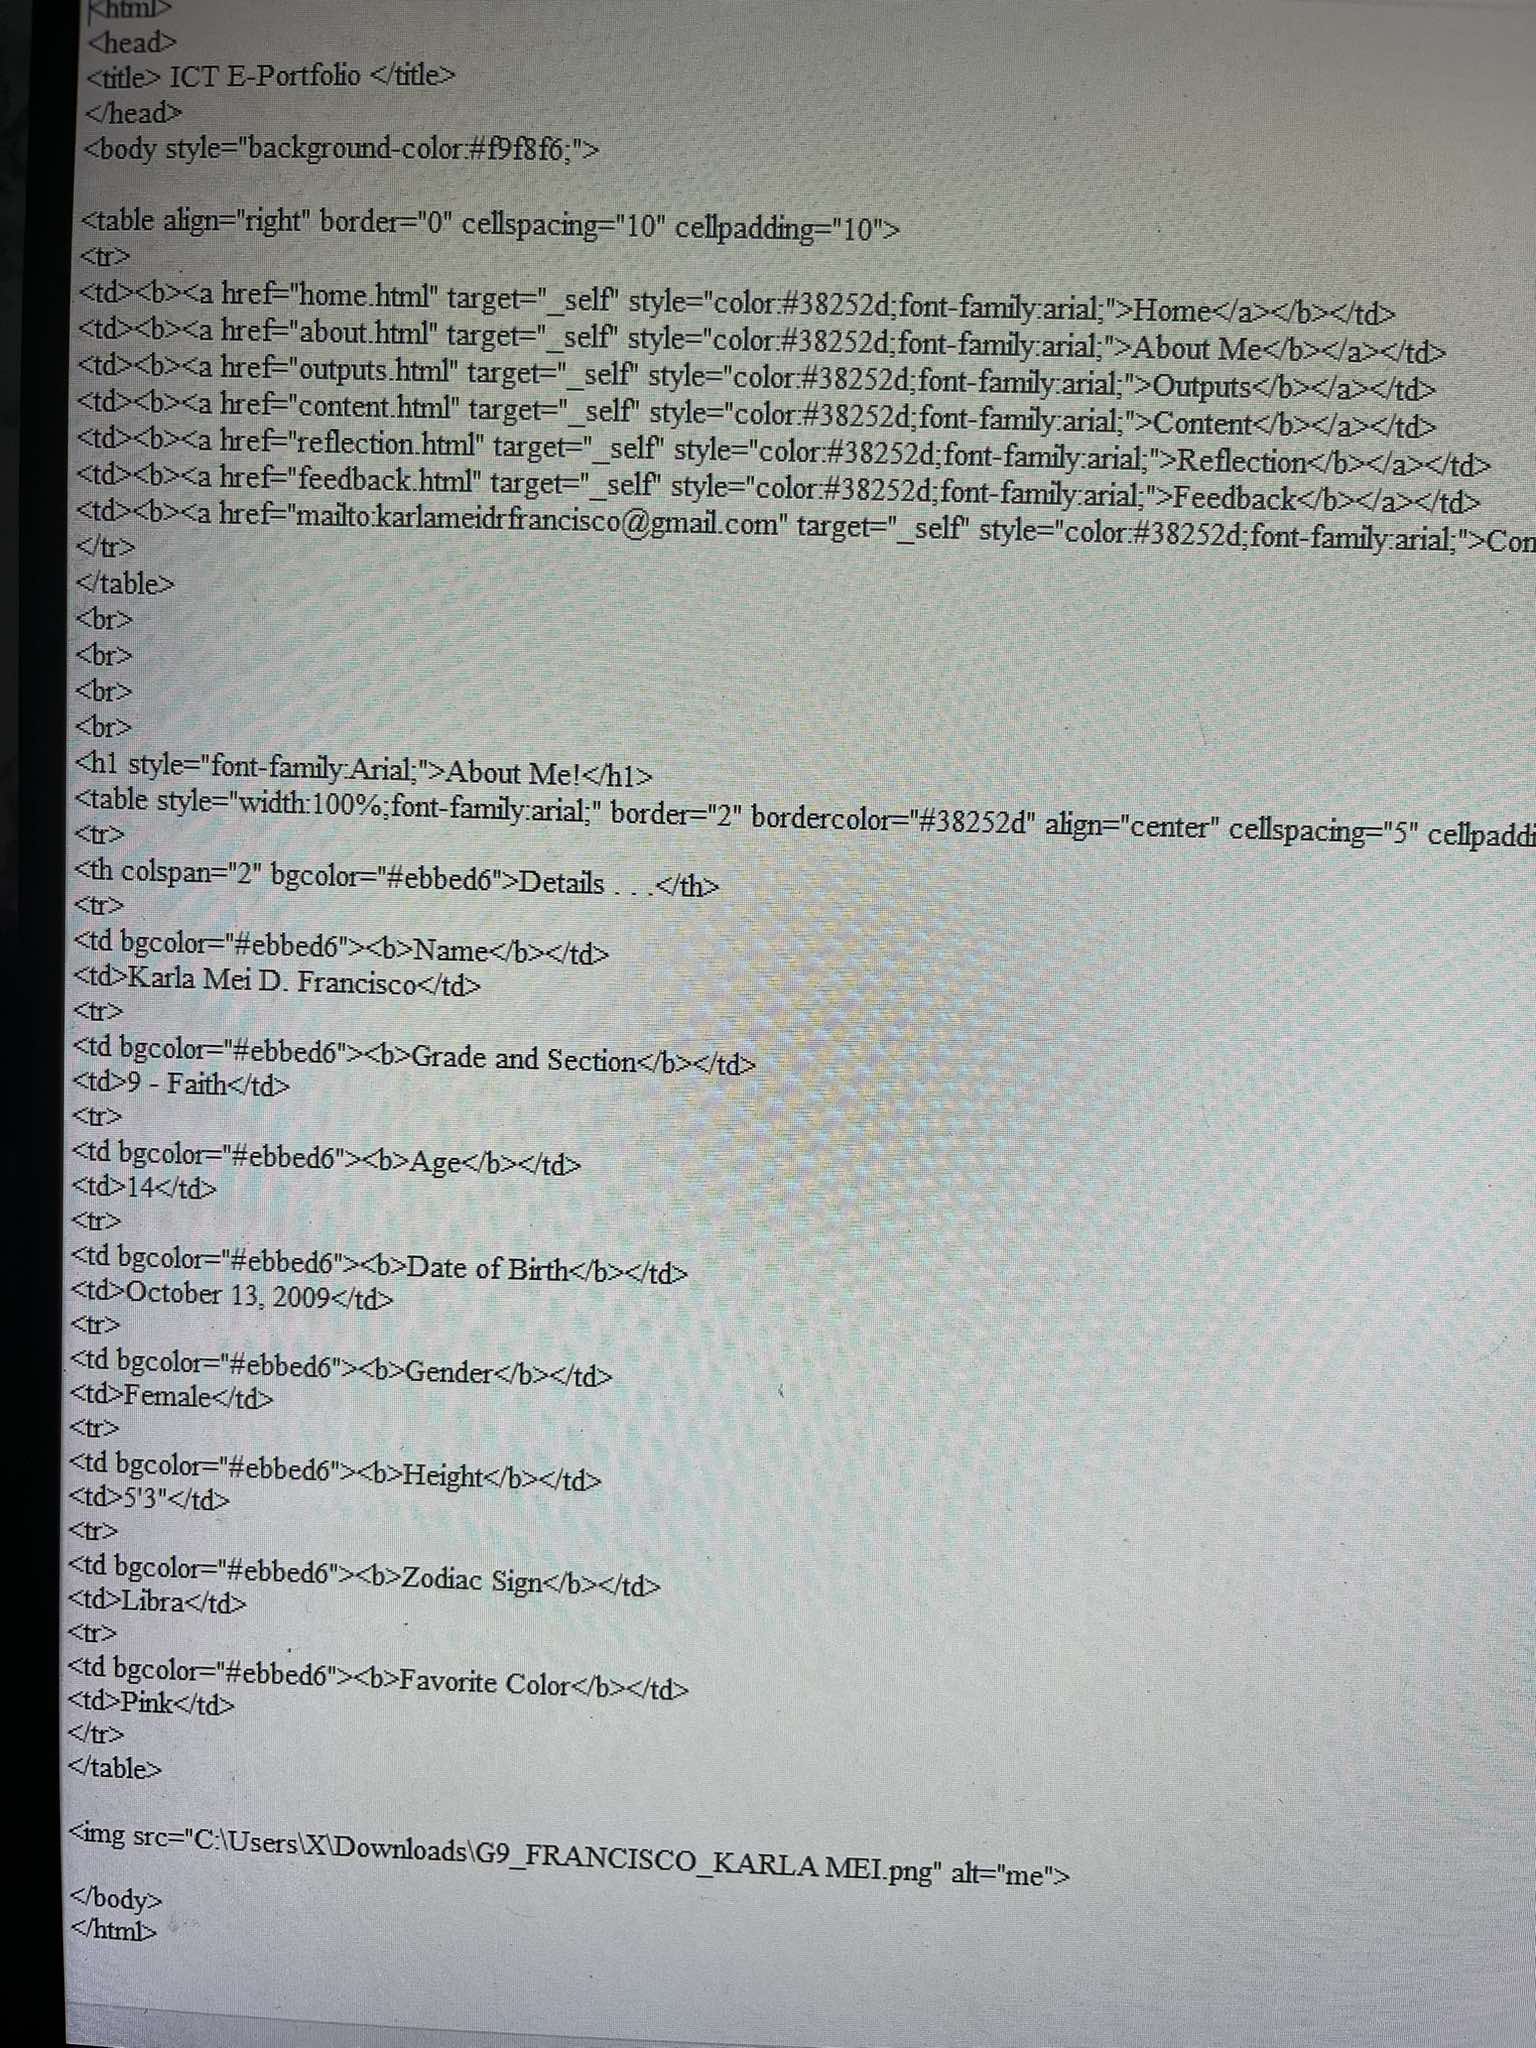 <html>
<head>
<title> ICT E-Portfolio </title>
</head>
<body style="background-color:#f9f8f6;">
<table align="right" border="0" cellspacing="10" cellpadding="10">
<tr>
<td><b><a href="home.html" target="_self" style="color:#38252d;font-family:arial;">Home</a></b></td>
<td><b><a href="about.html" target="_self" style="color:#38252d;font-family:arial;">About Me</b></a></td>
<td><b><a href="outputs.html" target="_self" style="color:#38252d;font-family:arial;">Outputs</b></a></td>
<td><b><a href="content.html" target="_self" style="color:#38252d;font-family:arial;">Content</b></a></td>
<td><b><a href="reflection.html" target="_self" style="color:#38252d;font-family:arial;">Reflection</b></a></td>
<td><b><a href="feedback.html" target="_self" style="color:#38252d;font-family:arial;">Feedback</b></a></td>
<td><b><a href="mailto:karlameidrfrancisco@gmail.com" target="_self" style="color:#38252d;font-family:arial;">Con
</tr>
</table>
<br>
<br>
<br>
<br>
<h1 style="font-family:Arial;">About Me!</h1>
<table style="width:100%;font-family:arial;" border="2" bordercolor="#38252d" align="center" cellspacing="5" cellpaddi
<tr>
<th colspan="2" bgcolor="#ebbed6">Details . . .</th>
<tr>
<td bgcolor="#ebbed6"><b>Name</b></td>
<td>Karla Mei D. Francisco</td>
<tr>
<td bgcolor="#ebbed6"><b>Grade and Section</b></td>
<td>9 - Faith</td>
<tr>
<td bgcolor="#ebbed6"><b>Age</b></td>
<td>14</td>
<tr>
<td bgcolor="#ebbed6"><b>Date of Birth</b></td>
<td>October 13, 2009</td>
<tr>
<td bgcolor="#ebbed6"><b>Gender</b></td>
<td>Female</td>
<tr>
<td bgcolor="#ebbed6"><b>Height</b></td>
<td>5'3"</td>
<tr>
<td bgcolor="#ebbed6"><b>Zodiac Sign</b></td>
<td>Libra</td>
<tr>
<td bgcolor="#ebbed6"><b>Favorite Color</b></td>
<td>Pink</td>
</tr>
</table>
<img src="C:\Users\X\Downloads\G9_FRANCISCO_KARLA MEI.png" alt="me">
</body>
</html>